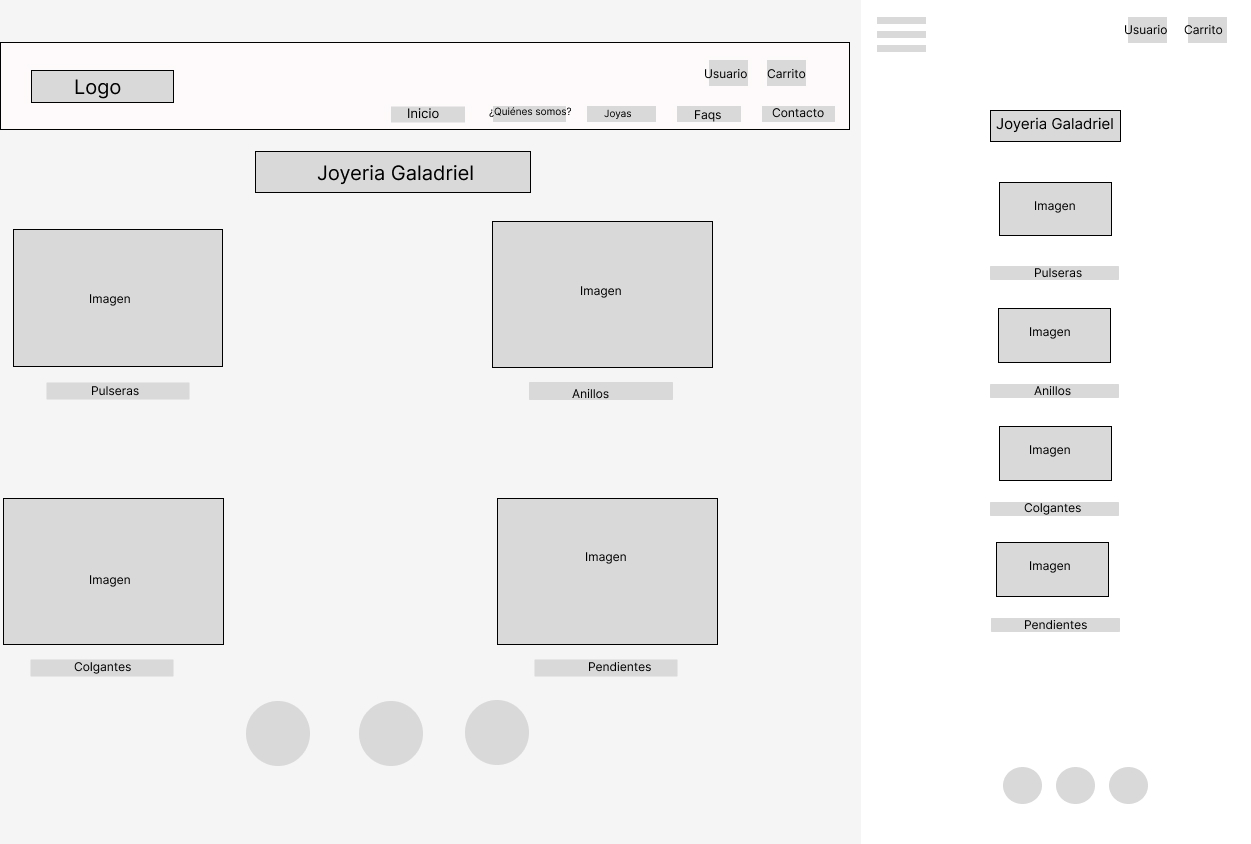 Logo
Usuario
Carrito
Inicio
¿Quiénes somos?
Joyas
Faqs
Contacto
Joyeria Galadriel
Imagen
Imagen
Pulseras
Anillos
Imagen
Imagen
Colgantes
Pendientes
Usuario
Carrito
Joyeria Galadriel
Imagen
Pulseras
Imagen
Anillos
Imagen
Colgantes
Imagen
Pendientes